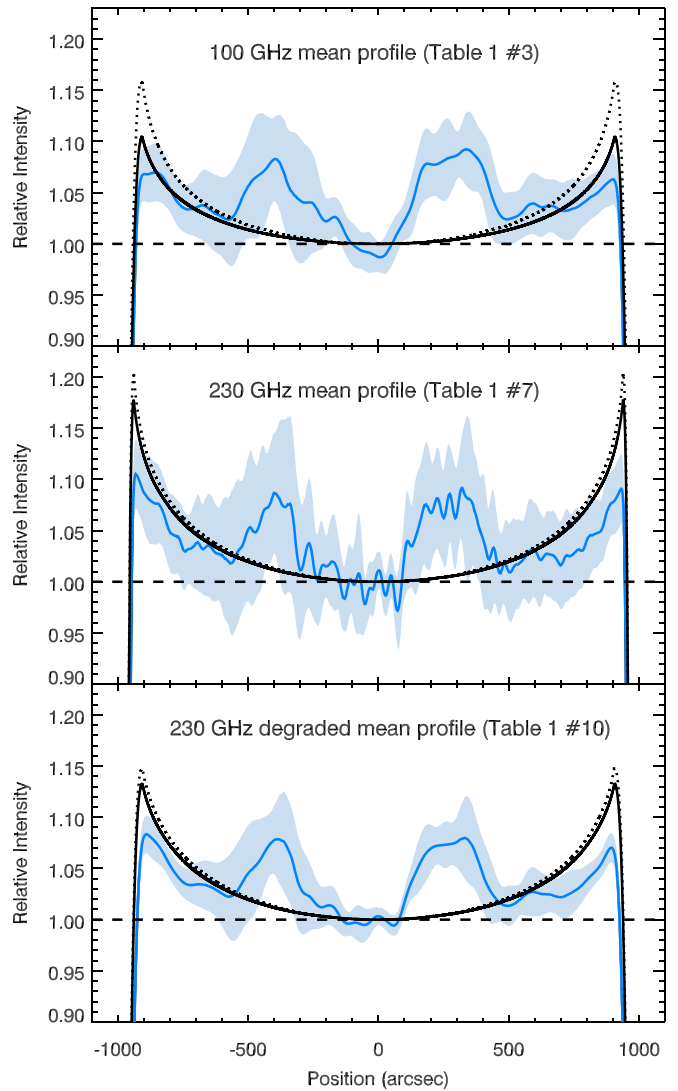 1.20
100 GHz mean profile (Table 1 #3)
1.15
1.10
1.05
1.00
0.95
0.90
Relative Intensity
1.20
230 GHz mean profile (Table 1 #7)
1.15
1.10
1.05
1.00
0.95
0.90
Relative Intensity
1.20
230 GHz degraded mean profile (Table 1 #10)
1.15
1.10
1.05
1.00
0.95
0.90
Relative Intensity
-1000 -500 0 500 1000
Position (arcsec)